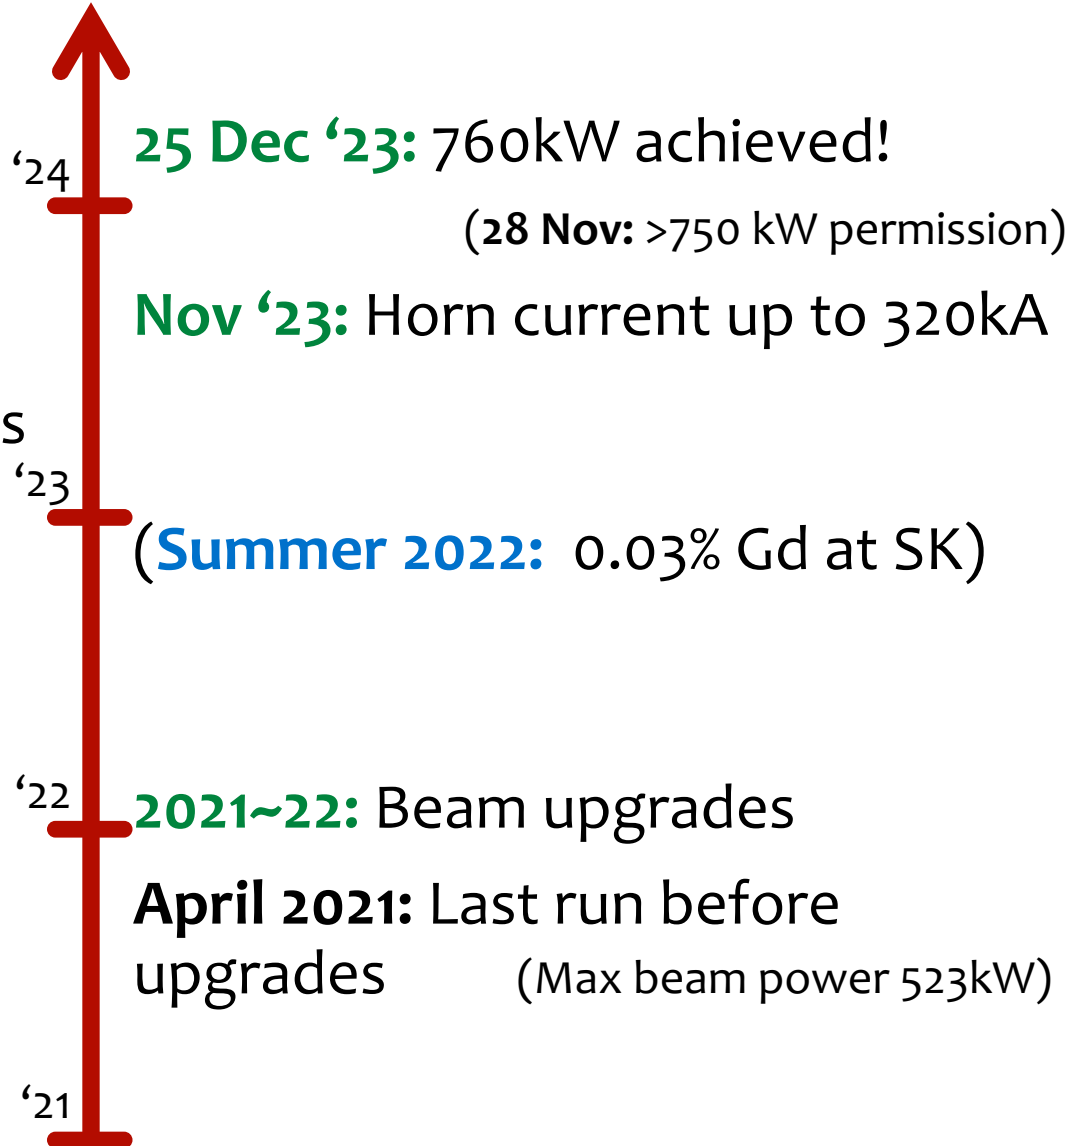 25 Dec ‘23: 760kW achieved!
‘24
(28 Nov: >750 kW permission)
Nov ‘23: Horn current up to 320kA
s
‘23
(Summer 2022: 0.03% Gd at SK)
‘22
2021~22: Beam upgrades
April 2021: Last run before
upgrades (Max beam power 523kW)
‘21